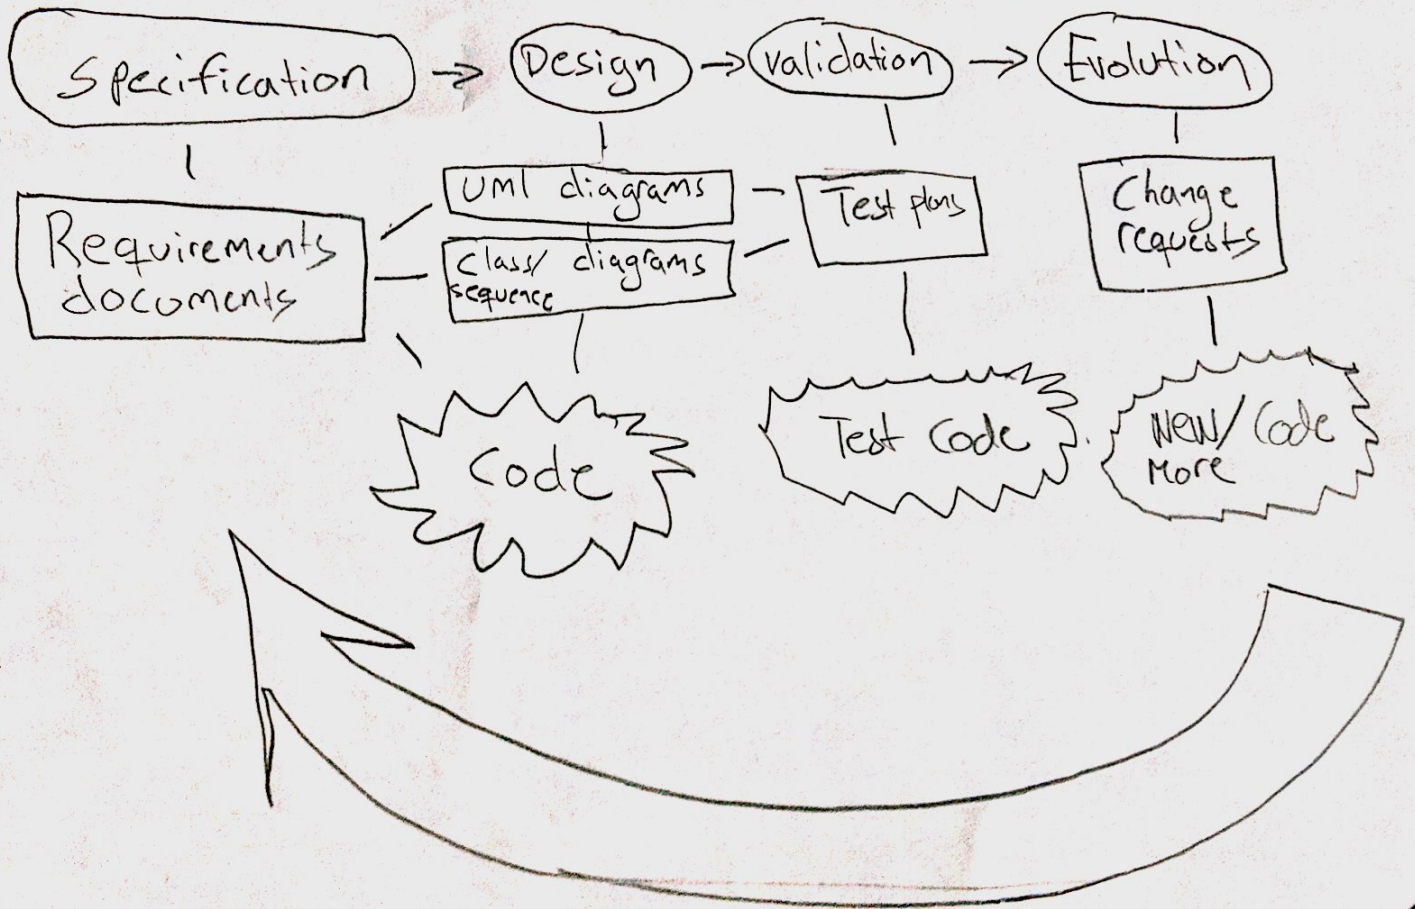 Specification
Design
validation
Evolution
Requirements
documents
UMl diagrams
Class/ diagrams
sequence
Test plans
Change
requests
Code
Test Code
NEW/ Code
More